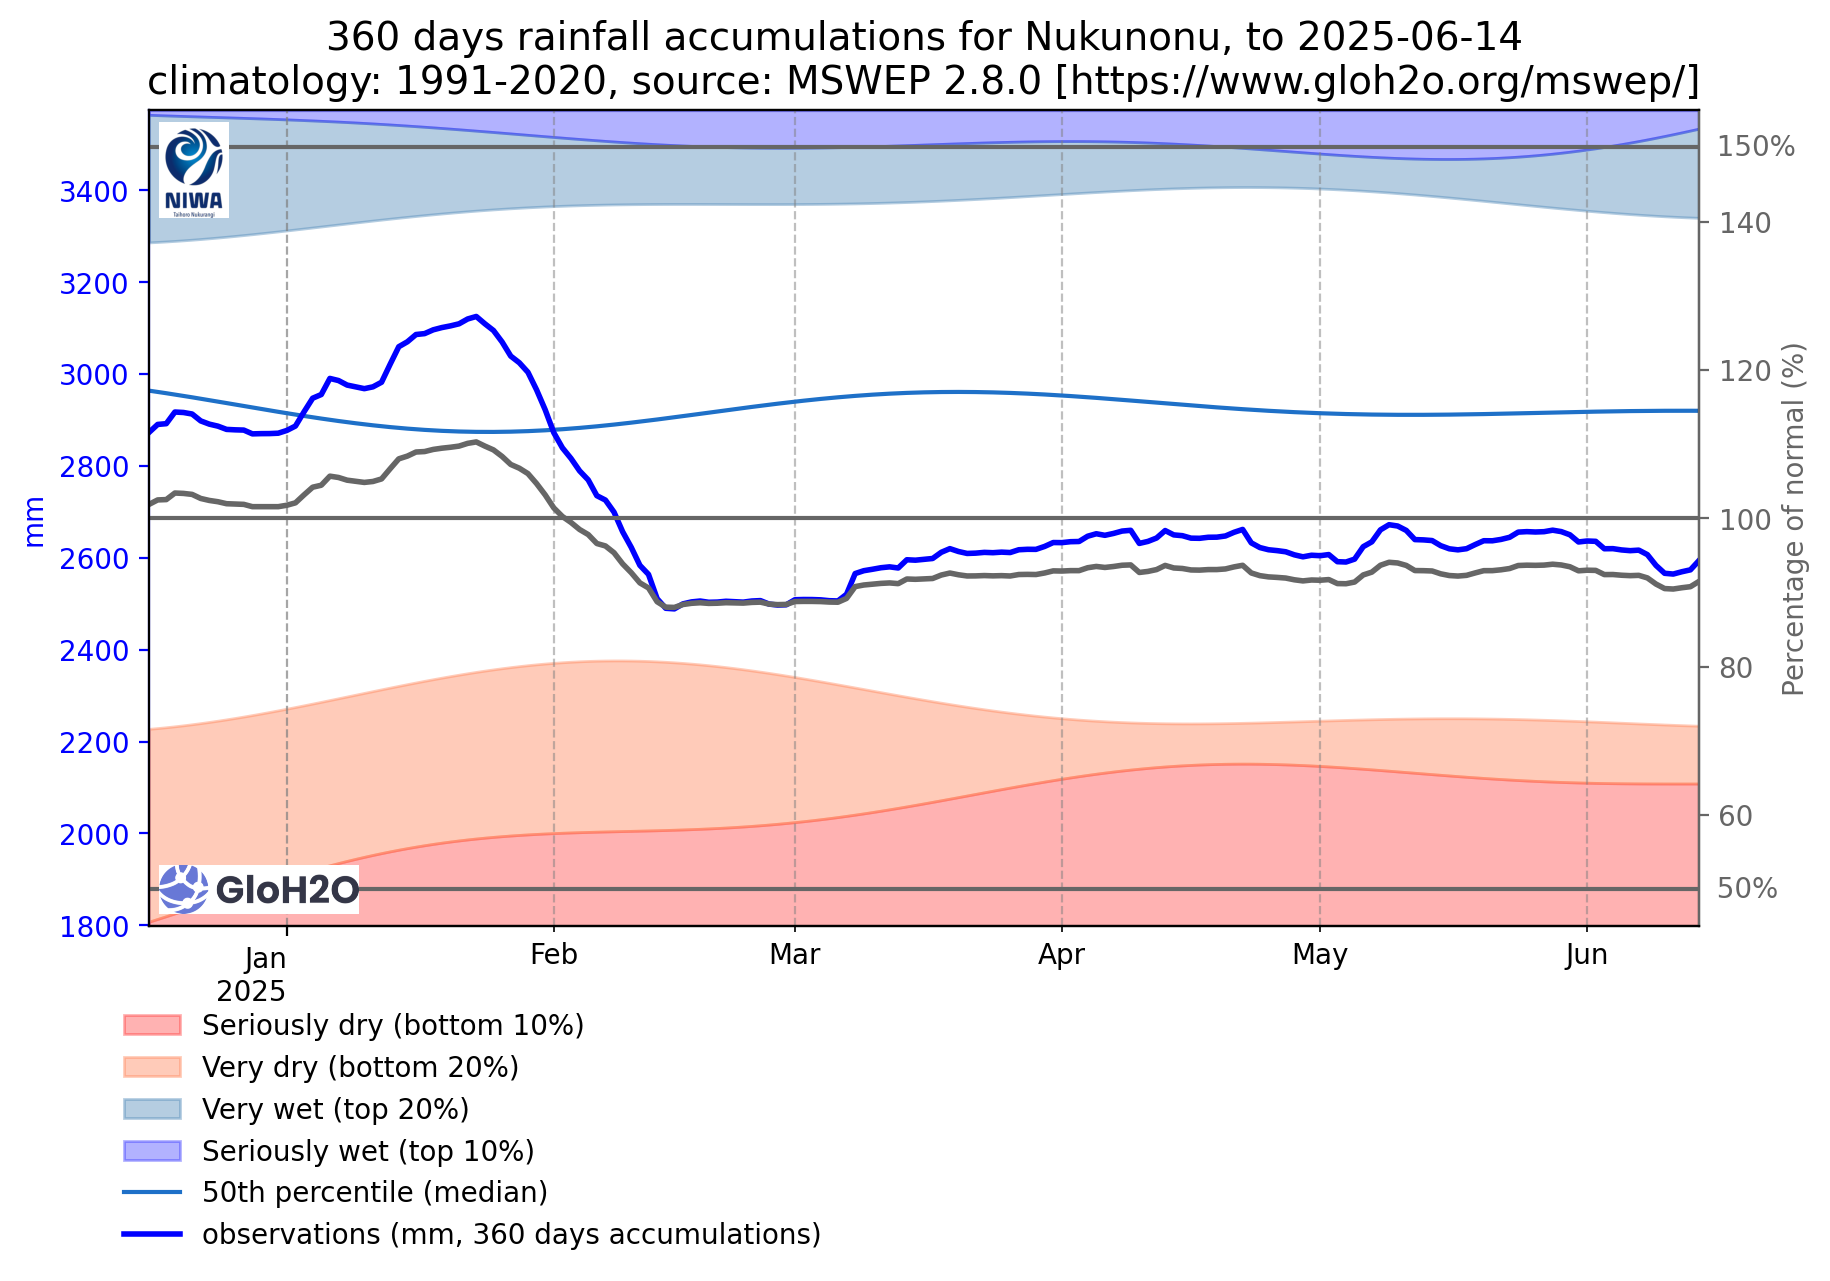 360 days rainfall accumulations for Nukunonu, to 2025-06-14
climatology: 1991-2020, source: MSWEP 2.8.0 [https://www.gloh2o.org/mswep/]
NIWA
Taihoro Nukurangi
3400
3200
3000
2800
2600
2400
2200
2000
1800
mm
150%
140
120
100
80
60
50%
Percentage of normal (%)
GloH2O
Jan
2025
Feb
Mar
Apr
May
Jun
Seriously dry (bottom 10%)
Very dry (bottom 20%)
Very wet (top 20%)
Seriously wet (top 10%)
50th percentile (median)
observations (mm, 360 days accumulations)